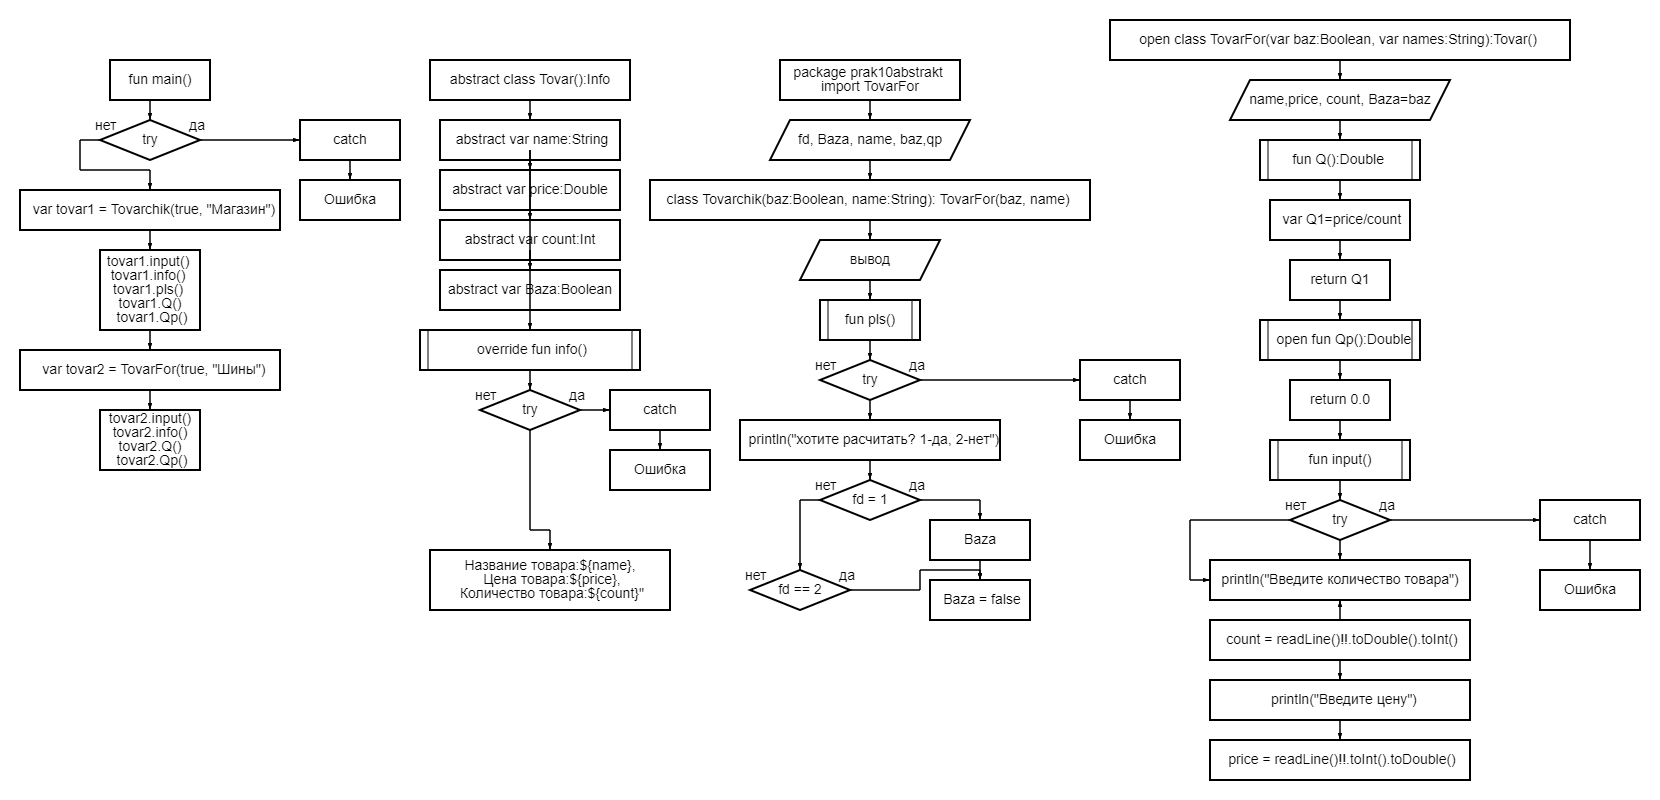 fun main()
нет
да
try
catch
Ошибка
var tovar1 = Tovarchik(true, "Магазин")
tovar1.input()
tovar1.info()
tovar1.pls()
tovar1.Q()
tovar1.Qp()
var tovar2 = TovarFor(true, "Шины")
tovar2.input()
tovar2.info()
tovar2.Q()
tovar2.Qp()
abstract class Tovar():Info
abstract var name:String
abstract var price:Double
abstract var count:Int
abstract var Baza:Boolean
override fun info()
нет
да
try
catch
Ошибка
Название товара:${name},
Цена товара:${price},
Количество товара:${count}"
package prak10abstrakt
import TovarFor
fd, Baza, name, baz,qp
class Tovarchik(baz:Boolean, name:String): TovarFor(baz, name)
вывод
fun pls()
нет
да
try
catch
Ошибка
println("хотите расчитать? 1-да, 2-нет")
нет
да
fd = 1
Baza
нет
да
fd == 2
Baza = false
open class TovarFor(var baz:Boolean, var names:String):Tovar()
name,price, count, Baza=baz
fun Q():Double
var Q1=price/count
return Q1
open fun Qp():Double
return 0.0
fun input()
нет
да
try
catch
Ошибка
println("Введите количество товара")
count = readLine()!!.toDouble().toInt()
println("Введите цену")
price = readLine()!!.toInt().toDouble()